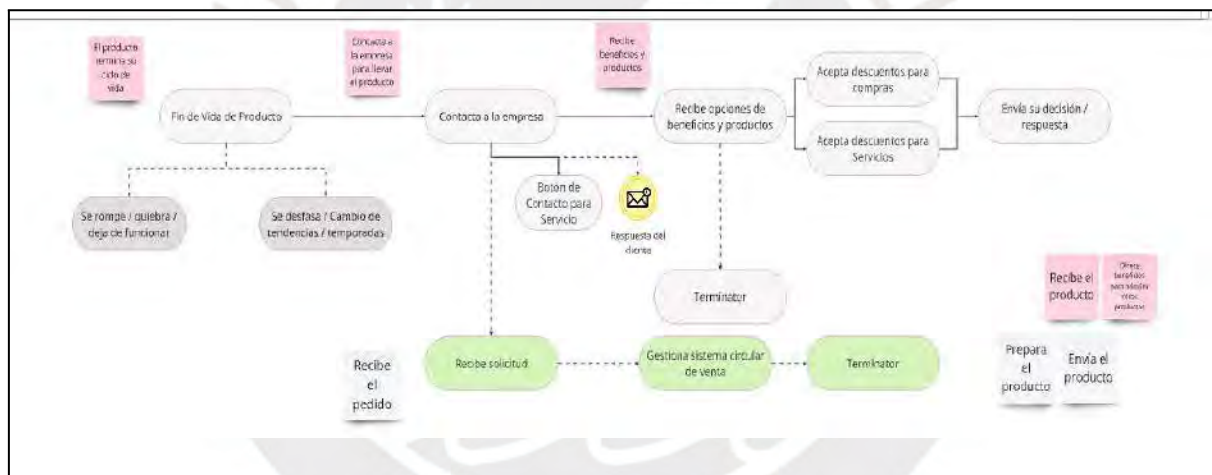 El producto
termina su
ciclo de
vida
Contacta a
la empresa
para llevar
el producto
Recibe
beneficios y
productos
Fin de Vida de Producto
Contacta a la empresa
Recibe opciones de
beneficios y productos
Acepta descuentos para
compras
Acepta descuentos para
Servicios
Envía su decisión /
respuesta
Se rompe / quiebra /
deja de funcionar
Se desfasa / Cambio de
tendencias / temporadas
Botón de
Contacto para
Servicio
Respuesta del
cliente
Terminator
Recibe el
pedido
Recibe solicitud
Gestiona sistema circular
de venta
Terminator
Recibe el
producto
beneficios
productos
Prepara
el
producto
Envía el
producto